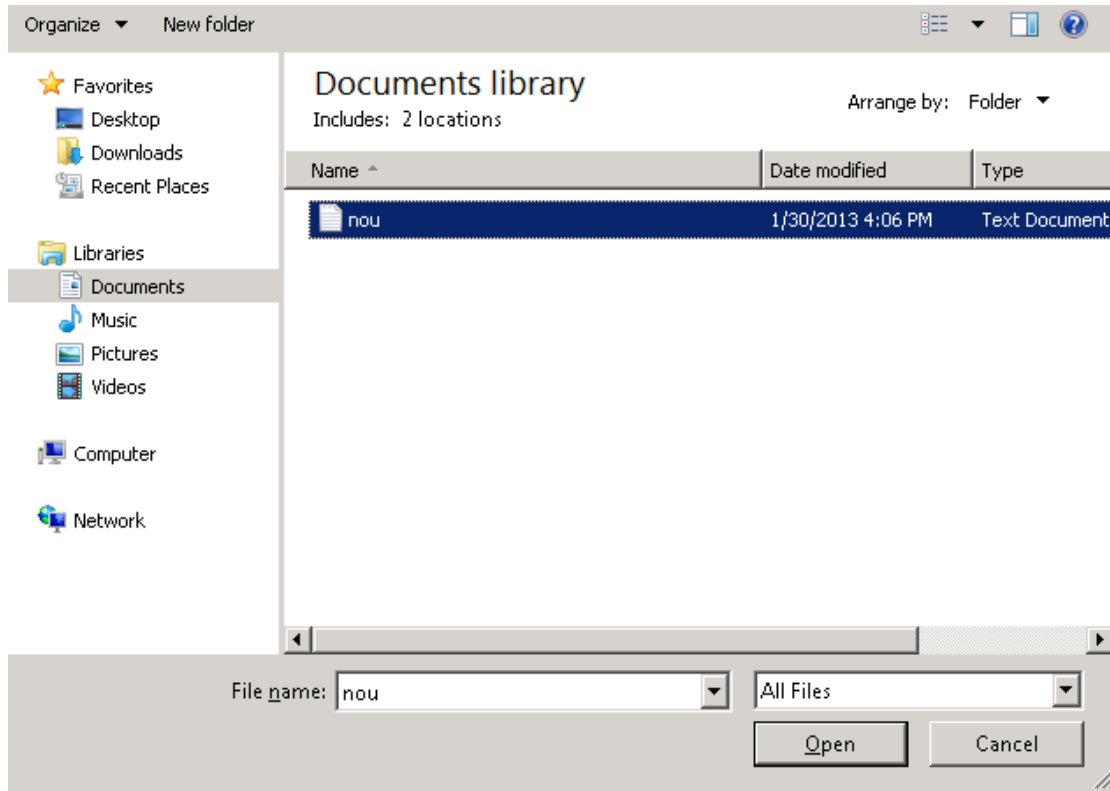 Organize New folder
Favorites
Desktop
Downloads
Recent Places
Libraries
Documents
Music
Pictures
Videos
Computer
Network
Documents library
Includes: 2 locations
Arrange by: Folder
Name Date modified Type
nou 1/30/2013 4:06 PM Text Document
File name: nou All Files
Open Cancel